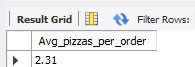 Result Grid Filter Rows:
Avg_pizzas_per_order
2.31